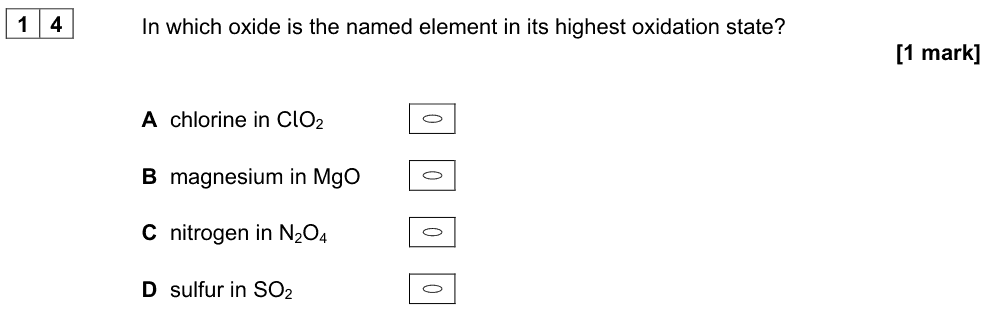 1 4 In which oxide is the named element in its highest oxidation state?
[1 mark]
A chlorine in ClO₂
B magnesium in MgO
C nitrogen in N₂O₄
D sulfur in SO₂